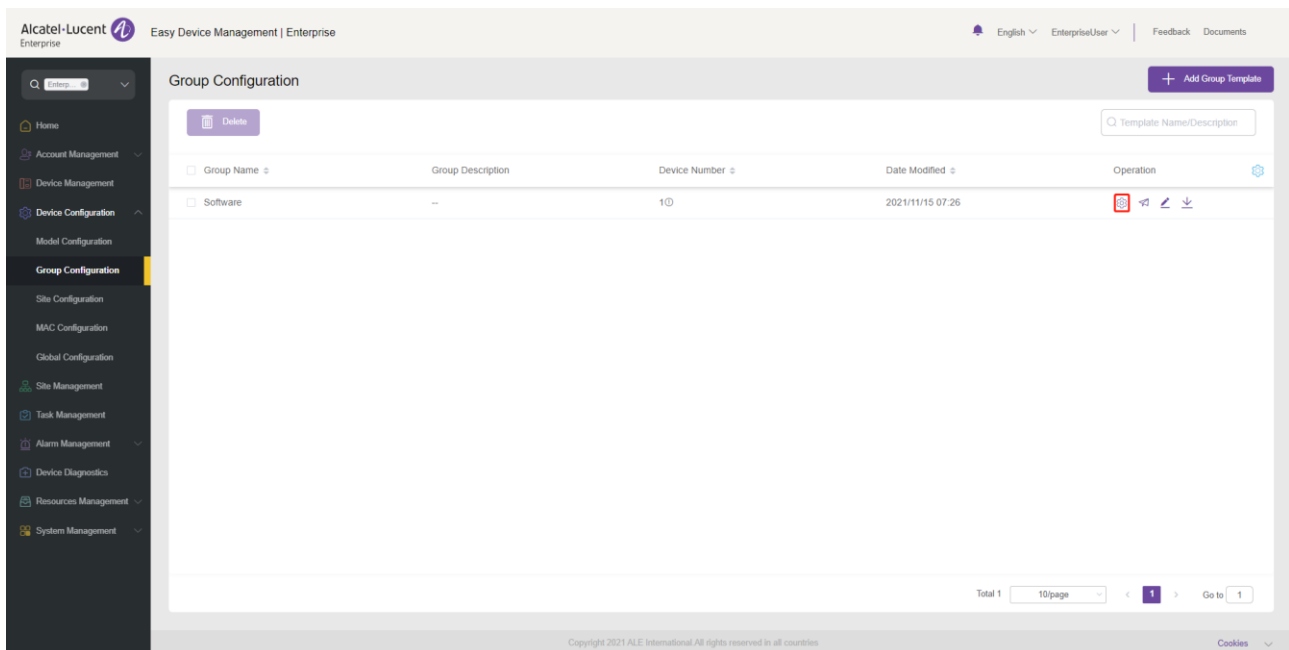 Alcatel-Lucent
Enterprise
Easy Device Management | Enterprise
English EnterpriseUser Feedback Documents
Enterp...
Home
Account Management
Device Management
Device Configuration
Model Configuration
Group Configuration
Site Configuration
MAC Configuration
Global Configuration
Site Management
Task Management
Alarm Management
Device Diagnostics
Resources Management
System Management
Group Configuration
+ Add Group Template
Delete
Template Name/Description
Group Name Group Description Device Number Date Modified Operation
Software -- 1 2021/11/15 07:26
Total 1 10/page < 1 > Go to 1
Copyright 2021 ALE International.All rights reserved in all countries
Cookies